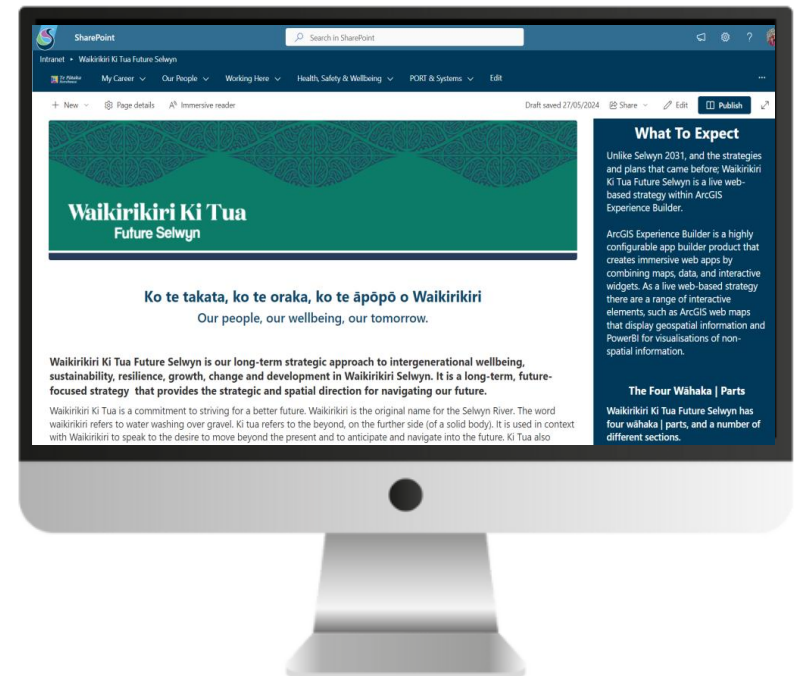 SharePoint
Search in SharePoint
?
Intranet • Waikirikiri Ki Tua Future Selwyn
My Career
Our People
Working Here
Health, Safety & Wellbeing
PORT & Systems
Edit
...
+ New
Page details
Immersive reader
Draft saved 27/05/2024
Share
Edit
Publish
Waikirikiri Ki Tua
Future Selwyn
Ko te takata, ko te oraka, ko te āpōpō o Waikirikiri
Our people, our wellbeing, our tomorrow.
Waikirikiri Ki Tua Future Selwyn is our long-term strategic approach to intergenerational wellbeing,
sustainability, resilience, growth, change and development in Waikirikiri Selwyn. It is a long-term, future-
focused strategy that provides the strategic and spatial direction for navigating our future.
Waikirikiri Ki Tua is a commitment to striving for a better future. Waikirikiri is the original name for the Selwyn River. The word
waikirikiri refers to water washing over gravel. Ki tua refers to the beyond, on the further side (of a solid body). It is used in context
with Waikirikiri to speak to the desire to move beyond the present and to anticipate and navigate into the future. Ki Tua also
What To Expect
Unlike Selwyn 2031, and the strategies
and plans that came before; Waikirikiri
Ki Tua Future Selwyn is a live web-
based strategy within ArcGIS
Experience Builder.
ArcGIS Experience Builder is a highly
configurable app builder product that
creates immersive web apps by
combining maps, data, and interactive
widgets. As a live web-based strategy
there are a range of interactive
elements, such as ArcGIS web maps
that display geospatial information and
PowerBI for visualisations of non-
spatial information.
The Four Wāhaka | Parts
Waikirikiri Ki Tua Future Selwyn has
four wāhaka | parts, and a number of
different sections.